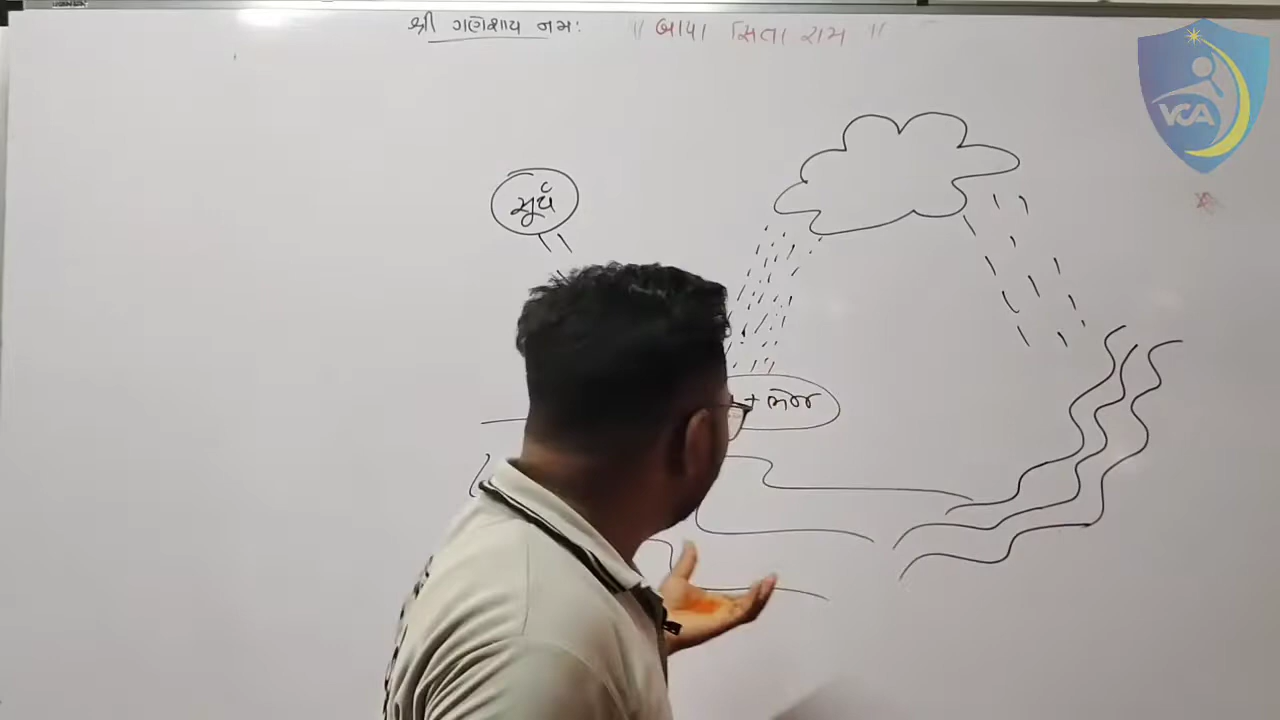 શ્રી ગણેશાય નમઃ ॥ બાપા સિતા રામ ॥
VCA
સૂર્ય
+ ભેજ